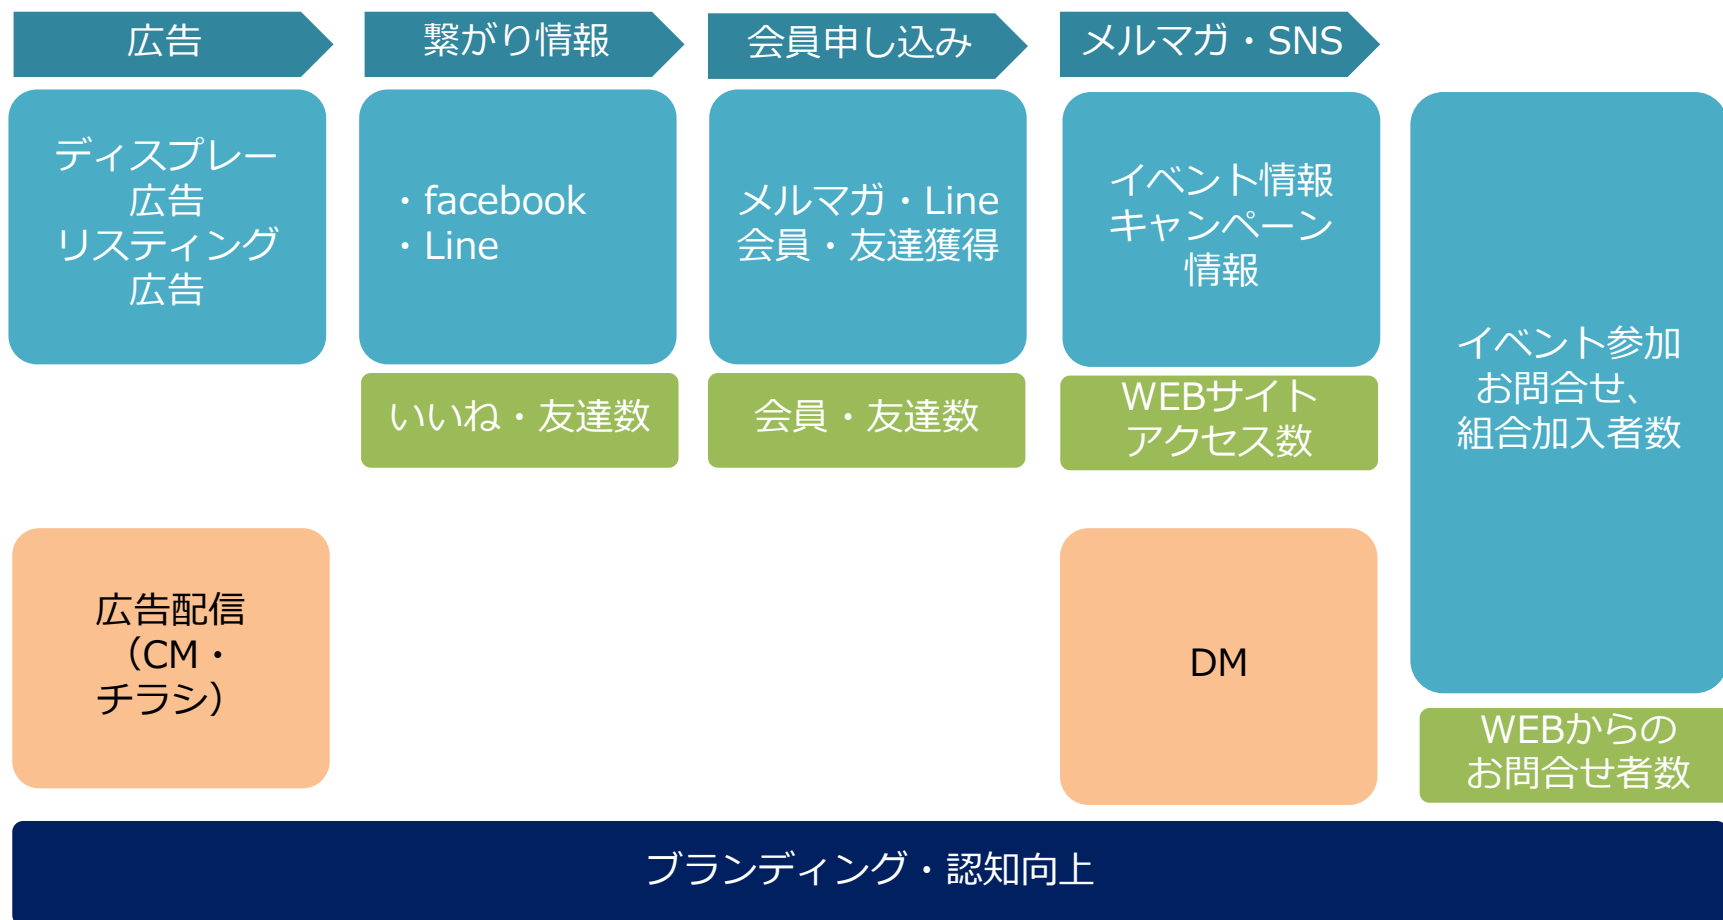 広告
繋がり情報
会員申し込み
メルマガ・SNS
ディスプレー
広告
リスティング
広告
・facebook
・Line
メルマガ・Line
会員・友達獲得
イベント情報
キャンペーン
情報
イベント参加
お問合せ、
組合加入者数
いいね・友達数
会員・友達数
WEBサイト
アクセス数
広告配信
（CM・
チラシ）
DM
WEBからの
お問合せ者数
ブランディング・認知向上